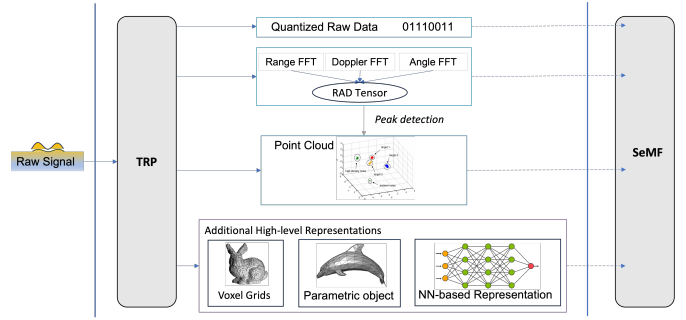 Quantized Raw Data 01110011
Range FFT Doppler FFT Angle FFT
RAD Tensor
Peak detection
Raw Signal
TRP
SeMF
Point Cloud
Additional High-level Representations
Voxel Grids
Parametric object
NN-based Representation